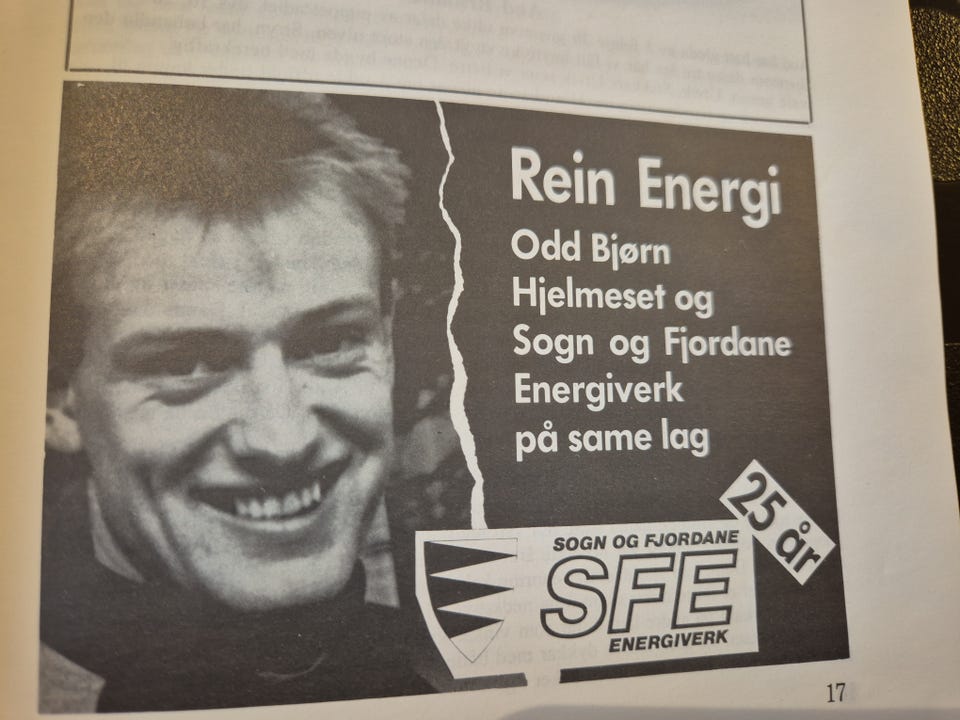 Rein Energi
Odd Bjørn
Hjelmeset og
Sogn og Fjordane
Energiverk
på same lag
25 år
SOGN OG FJORDANE
SFE
ENERGIVERK
17